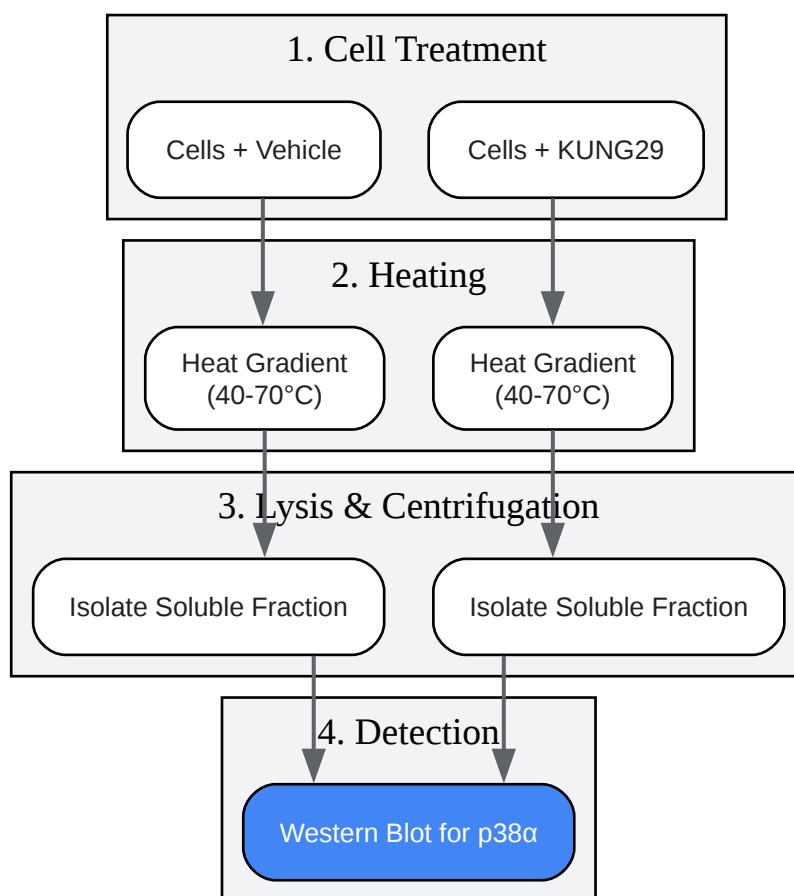 1. Cell Treatment
Cells + Vehicle
Cells + KUNG29
2. Heating
Heat Gradient
(40-70°C)
Heat Gradient
(40-70°C)
3. Lysis & Centrifugation
Isolate Soluble Fraction
Isolate Soluble Fraction
4. Detection
Western Blot for p38α